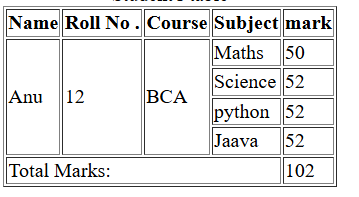 Name Roll No . Course Subject mark
Anu 12 BCA Maths 50
Science 52
python 52
Jaava 52
Total Marks: 102